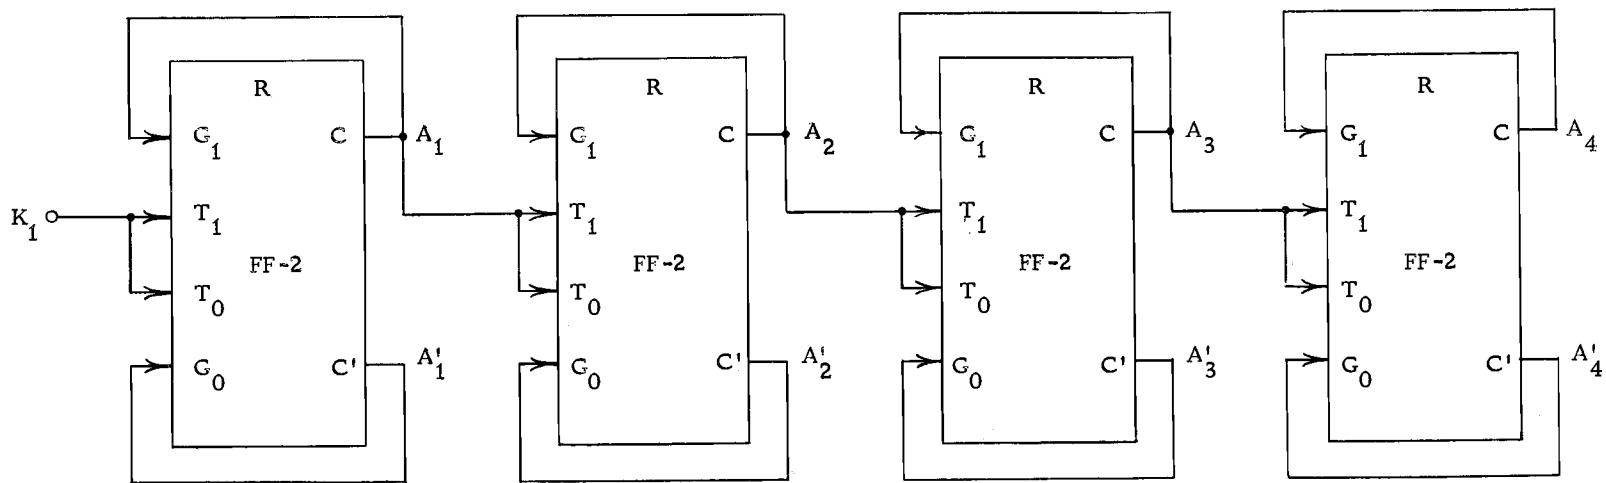 R R R R
G₁ C A₁ G₁ C A₂ G₁ C A₃ G₁ C A₄
K₁ T₁ T₁ T₁ T₁
FF-2 FF-2 FF-2 FF-2
T₀ T₀ T₀ T₀
G₀ C' A'₁ G₀ C' A'₂ G₀ C' A'₃ G₀ C' A'₄